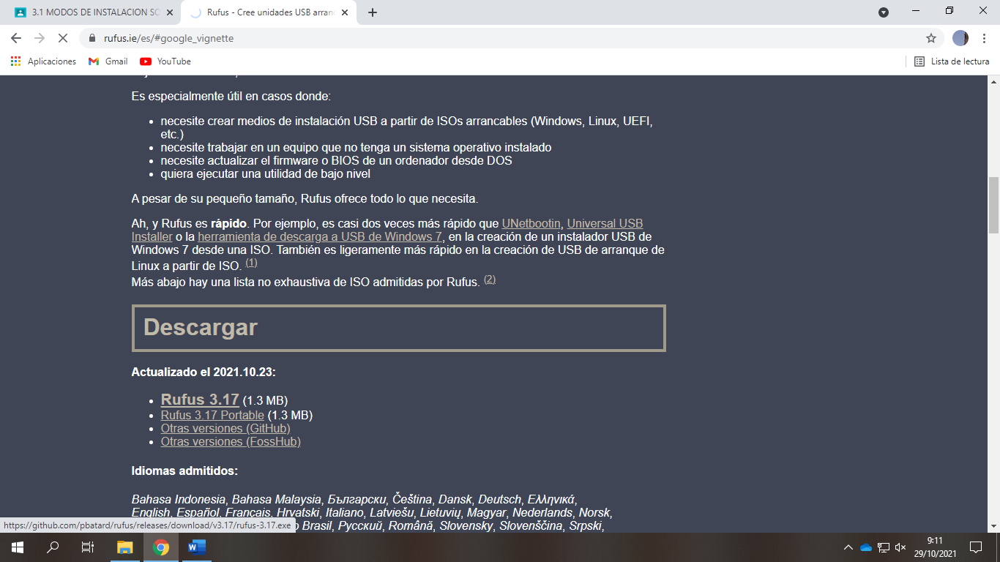 3.1 MODOS DE INSTALACION SO
Rufus - Cree unidades USB arran
rufus.ie/es/#google_vignette
Aplicaciones
Gmail
YouTube
Lista de lectura
Es especialmente útil en casos donde:
necesite crear medios de instalación USB a partir de ISOs arrancables (Windows, Linux, UEFI,
etc.)
necesite trabajar en un equipo que no tenga un sistema operativo instalado
necesite actualizar el firmware o BIOS de un ordenador desde DOS
quiera ejecutar una utilidad de bajo nivel
A pesar de su pequeño tamaño, Rufus ofrece todo lo que necesita.
Ah, y Rufus es rápido. Por ejemplo, es casi dos veces más rápido que UNetbootin, Universal USB
Installer o la herramienta de descarga a USB de Windows 7, en la creación de un instalador USB de
Windows 7 desde una ISO. También es ligeramente más rápido en la creación de USB de arranque de
Linux a partir de ISO. (1)
Más abajo hay una lista no exhaustiva de ISO admitidas por Rufus. (2)
Descargar
Actualizado el 2021.10.23:
Rufus 3.17 (1.3 MB)
Rufus 3.17 Portable (1.3 MB)
Otras versiones (GitHub)
Otras versiones (FossHub)
Idiomas admitidos:
Bahasa Indonesia, Bahasa Malaysia, Български, Čeština, Dansk, Deutsch, Ελληνικά,
English, Español, Français, Hrvatski, Italiano, Latviešu, Lietuvių, Magyar, Nederlands, Norsk,
https://github.com/pbatard/rufus/releases/download/v3.17/rufus-3.17.exe
Brasil, Русский, Română, Slovensky, Slovenščina, Srpski,
9:11
29/10/2021